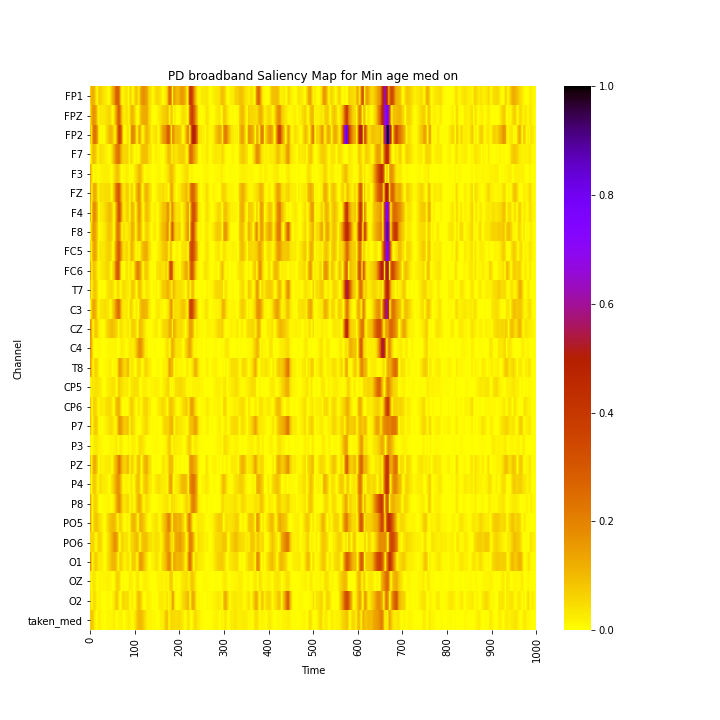 PD broadband Saliency Map for Min age med on
Channel
FP1
FPZ
FP2
F7
F3
FZ
F4
F8
FC5
FC6
T7
C3
CZ
C4
T8
CP5
CP6
P7
P3
PZ
P4
P8
PO5
PO6
O1
OZ
O2
taken_med
0 100 200 300 400 500 600 700 800 900 1000
Time
1.0
0.8
0.6
0.4
0.2
0.0